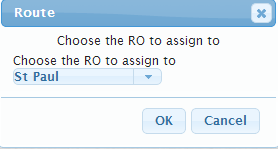 Route
Choose the RO to assign to
Choose the RO to assign to
St Paul
OK Cancel